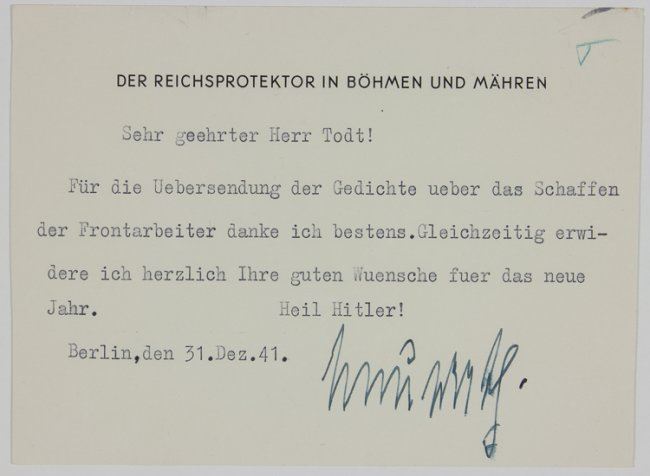 DER REICHSPROTEKTOR IN BÖHMEN UND MÄHREN
Sehr geehrter Herr Todt!
Für die Uebersendung der Gedichte ueber das Schaffen
der Frontarbeiter danke ich bestens.Gleichzeitig erwi-
dere ich herzlich Ihre guten Wuensche fuer das neue
Jahr. Heil Hitler!
Berlin,den 31.Dez.41.